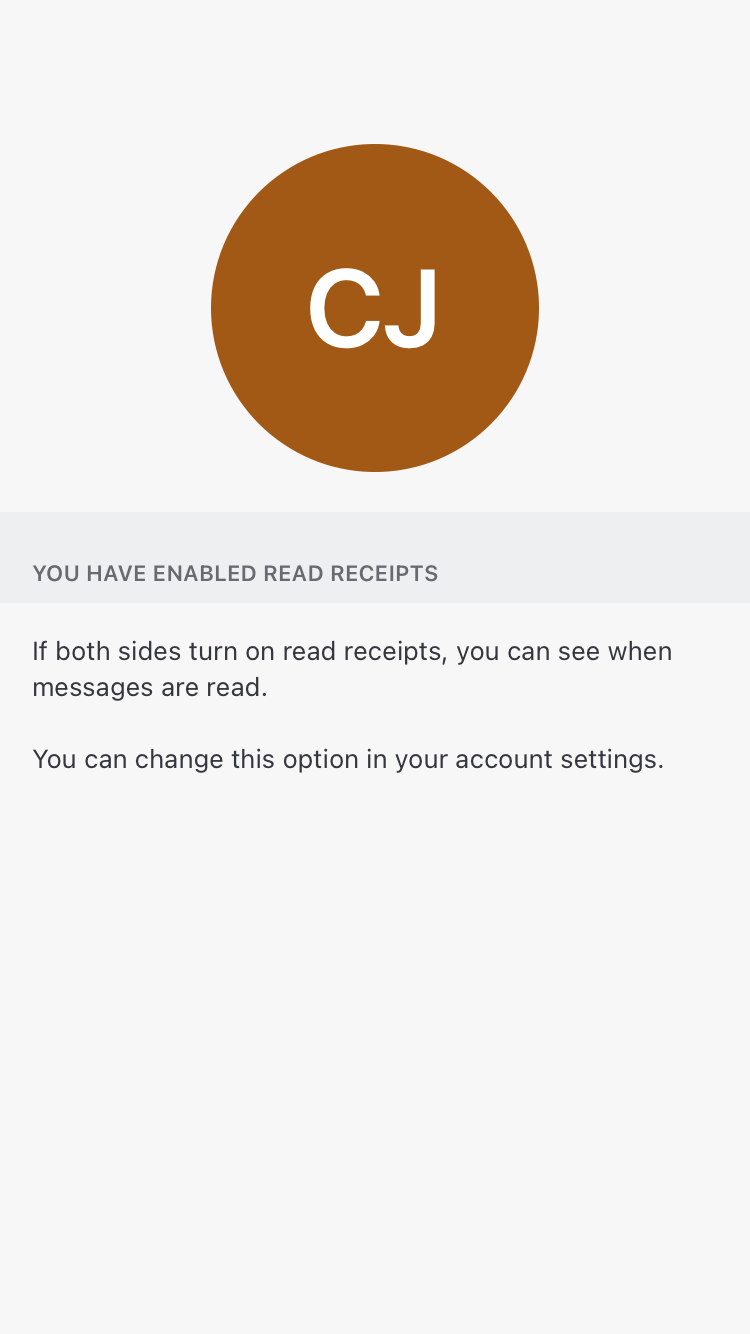 CJ
YOU HAVE ENABLED READ RECEIPTS
If both sides turn on read receipts, you can see when
messages are read.
You can change this option in your account settings.